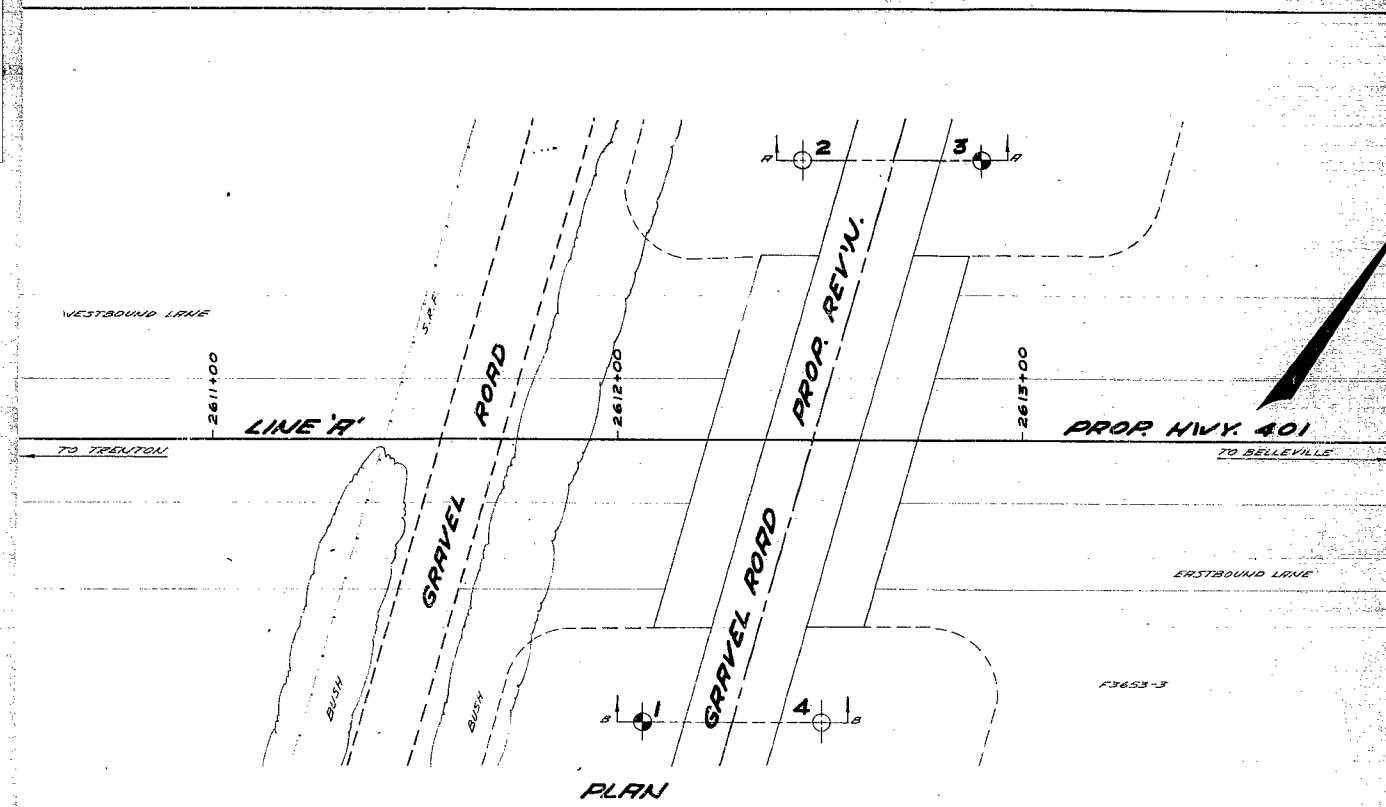 A
2
3
A
WESTBOUND LANE
S.R.F.
GRAVEL ROAD
PROP. REV'N.
2611+00
2612+00
2613+00
LINE 'A'
PROP. HWY. 401
TO TRENTON
TO BELLEVILLE
GRAVEL ROAD
EASTBOUND LANE
BUSH
BUSH
F3653-3
B
1
4
B
PLAN